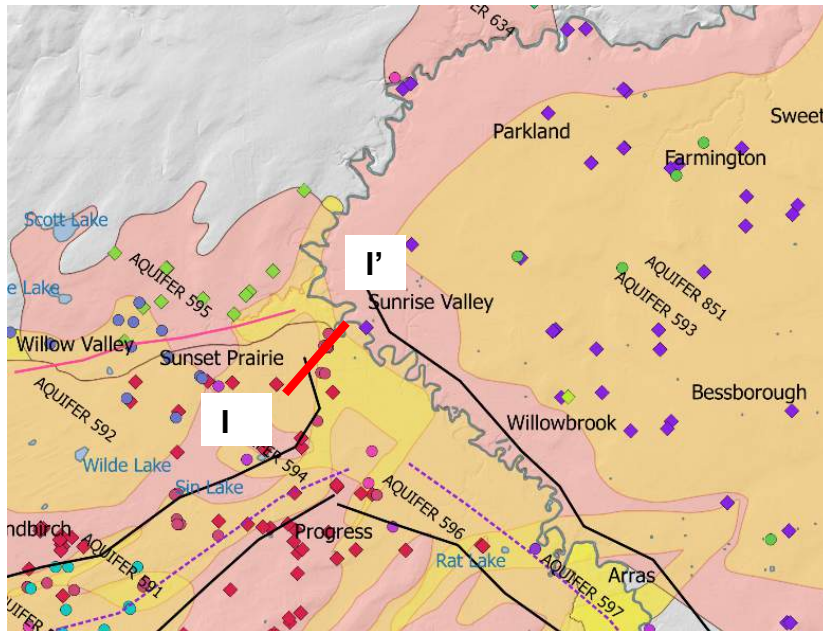 AQUIFER 634
Parkland
Sweet
Farmington
Scott Lake
I'
AQUIFER 595
e Lake
Sunrise Valley
AQUIFER 851
AQUIFER 593
Willow Valley
Sunset Prairie
Bessborough
AQUIFER 592
I
Willowbrook
AQUIFER 594
Wilde Lake
Sin Lake
AQUIFER 596
ndbirch
Progress
AQUIFER 591
Rat Lake
AQUIFER 597
Arras